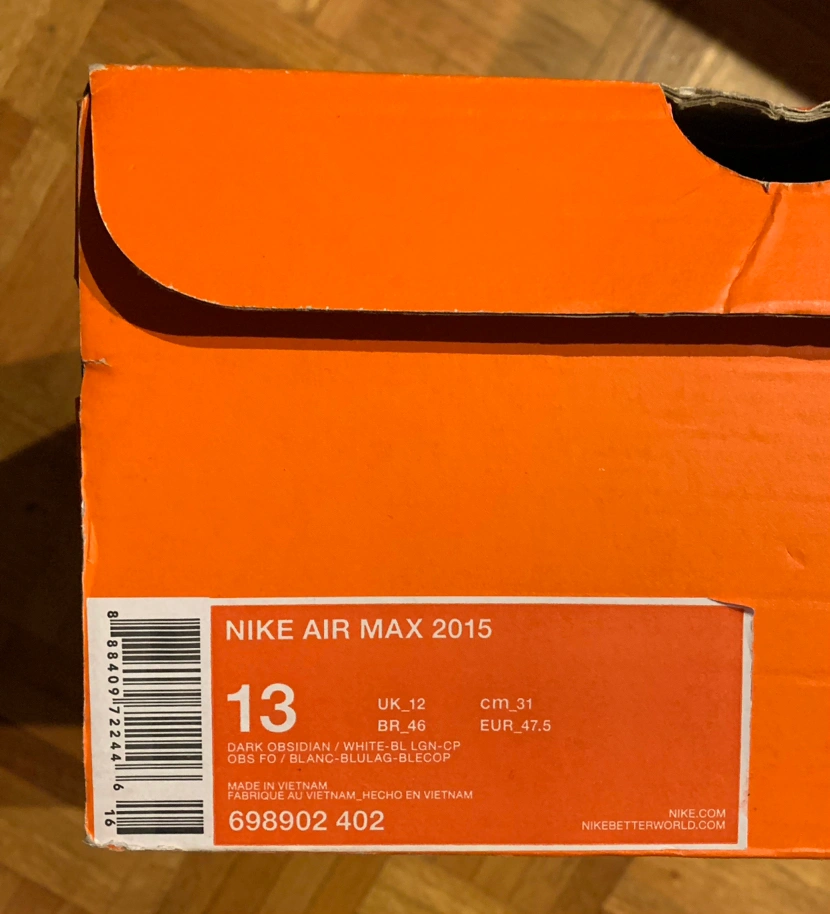 NIKE AIR MAX 2015
13
UK_12 cm_31
BR_46 EUR_47.5
DARK OBSIDIAN / WHITE-BL LGN-CP
OBS FO / BLANC-BLULAG-BLECOP
MADE IN VIETNAM
FABRIQUÉ AU VIETNAM_HECHO EN VIETNAM
698902 402
NIKE.COM
NIKEBETTERWORLD.COM
8 88409 72244 6 16